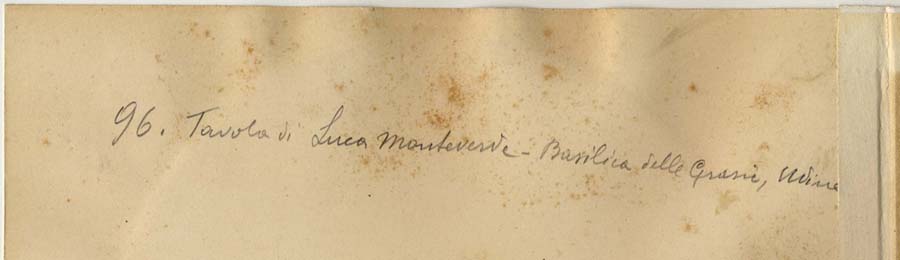 96. Tavola di Luca Monteverde - Basilica delle Grazie, Udine